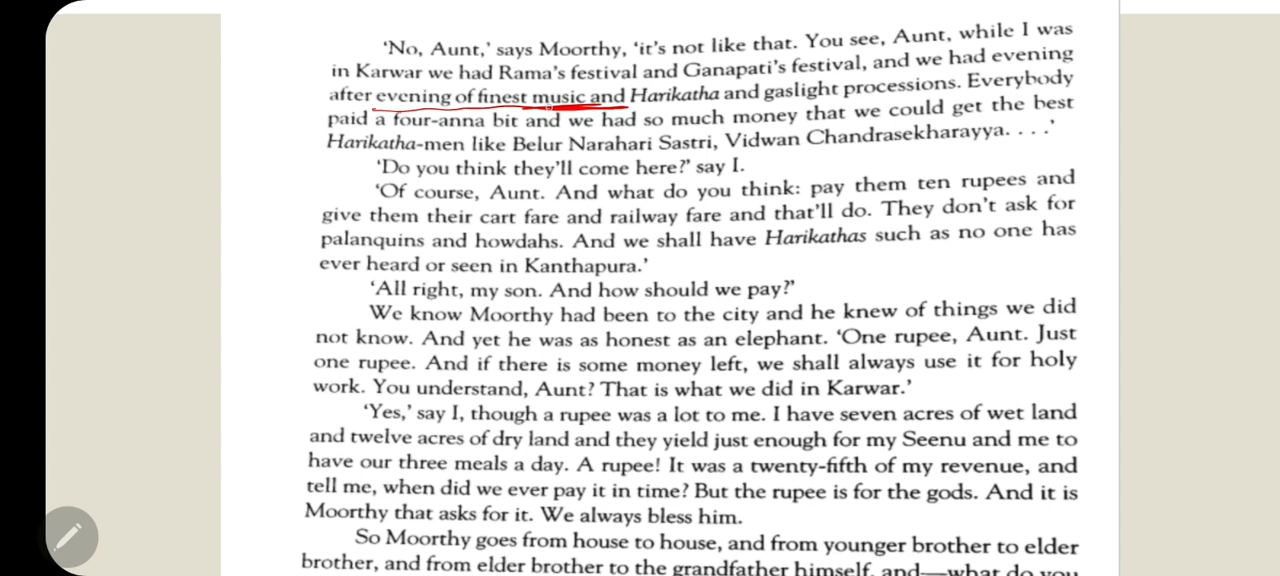 ‘No, Aunt,’ says Moorthy, ‘it’s not like that. You see, Aunt, while I was
in Karwar we had Rama’s festival and Ganapati’s festival, and we had evening
after evening of finest music and Harikatha and gaslight processions. Everybody
paid a four-anna bit and we had so much money that we could get the best
Harikatha-men like Belur Narahari Sastri, Vidwan Chandrasekharayya. . . .’
‘Do you think they’ll come here?’ say I.
‘Of course, Aunt. And what do you think: pay them ten rupees and
give them their cart fare and railway fare and that’ll do. They don’t ask for
palanquins and howdahs. And we shall have Harikathas such as no one has
ever heard or seen in Kanthapura.’
‘All right, my son. And how should we pay?’
We know Moorthy had been to the city and he knew of things we did
not know. And yet he was as honest as an elephant. ‘One rupee, Aunt. Just
one rupee. And if there is some money left, we shall always use it for holy
work. You understand, Aunt? That is what we did in Karwar.’
‘Yes,’ say I, though a rupee was a lot to me. I have seven acres of wet land
and twelve acres of dry land and they yield just enough for my Seenu and me to
have our three meals a day. A rupee! It was a twenty-fifth of my revenue, and
tell me, when did we ever pay it in time? But the rupee is for the gods. And it is
Moorthy that asks for it. We always bless him.
So Moorthy goes from house to house, and from younger brother to elder
brother, and from elder brother to the grandfather himself, and—what do you